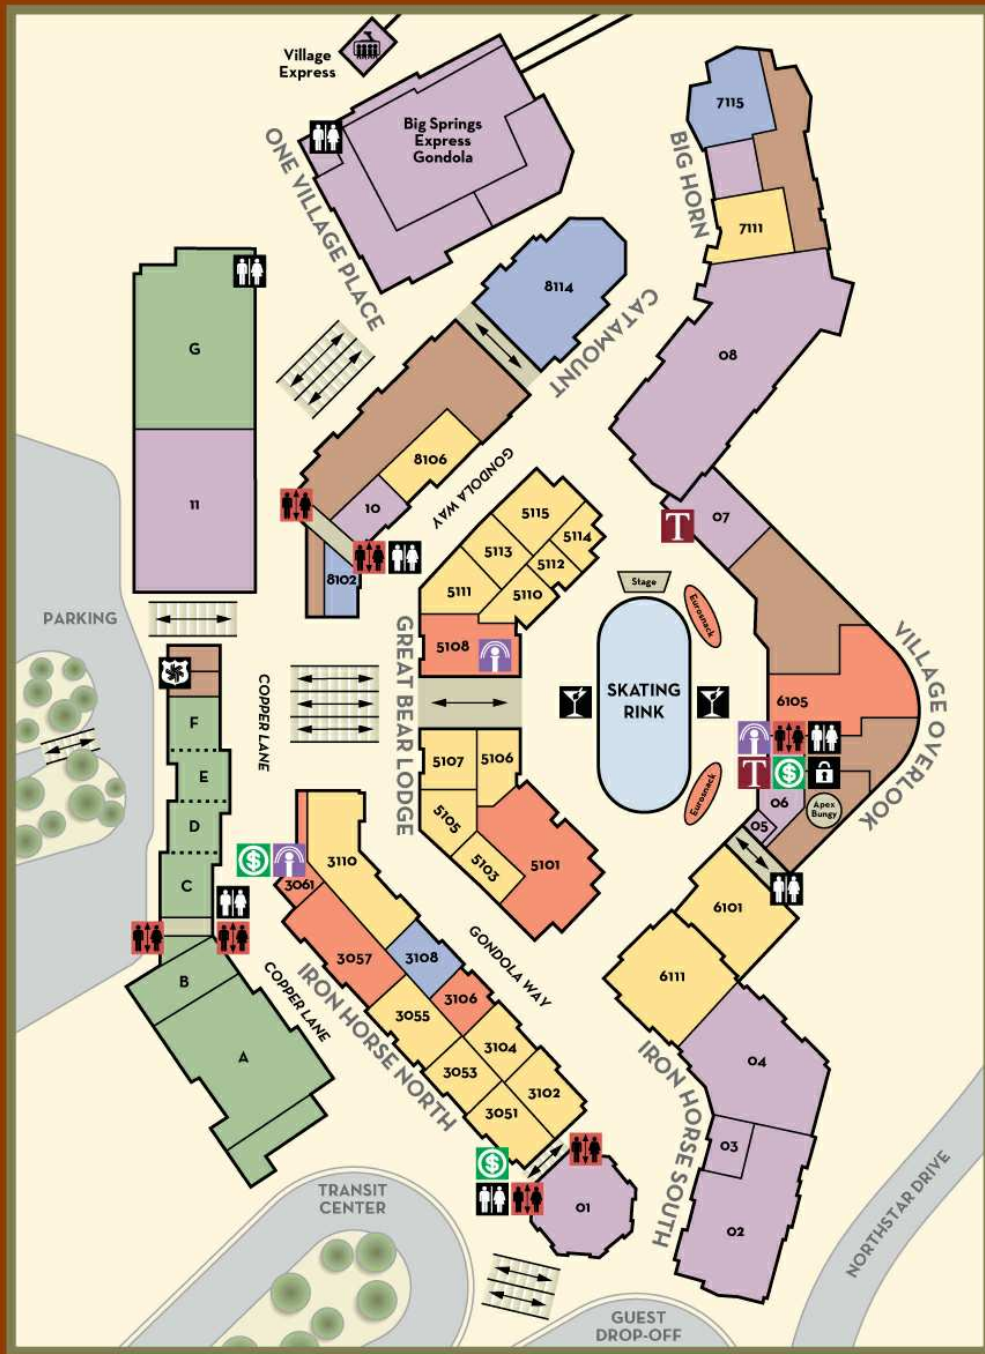 Village
Express
Big Springs
Express
Gondola
ONE VILLAGE PLACE
BIG HORN
7115
7111
8114
CATAMOUNT
G
08
8106
GONDOLA WAY
11
10
07
T
5115
5114
5113
5112
5111
5110
8102
Stage
Eurosnack
PARKING
5108
GREAT BEAR LODGE
VILLAGE OVERLOOK
COPPER LANE
SKATING
RINK
6105
F
E
5107
5106
T
$
06
Apex
Bungy
05
Eurosnack
D
5105
C
$
3110
3061
5103
5101
6101
B
3057
3108
GONDOLA WAY
6111
COPPER LANE
IRON HORSE NORTH
3106
3055
A
3104
3053
3102
3051
04
IRON HORSE SOUTH
03
$
01
02
TRANSIT
CENTER
NORTHSTAR DRIVE
GUEST
DROP-OFF